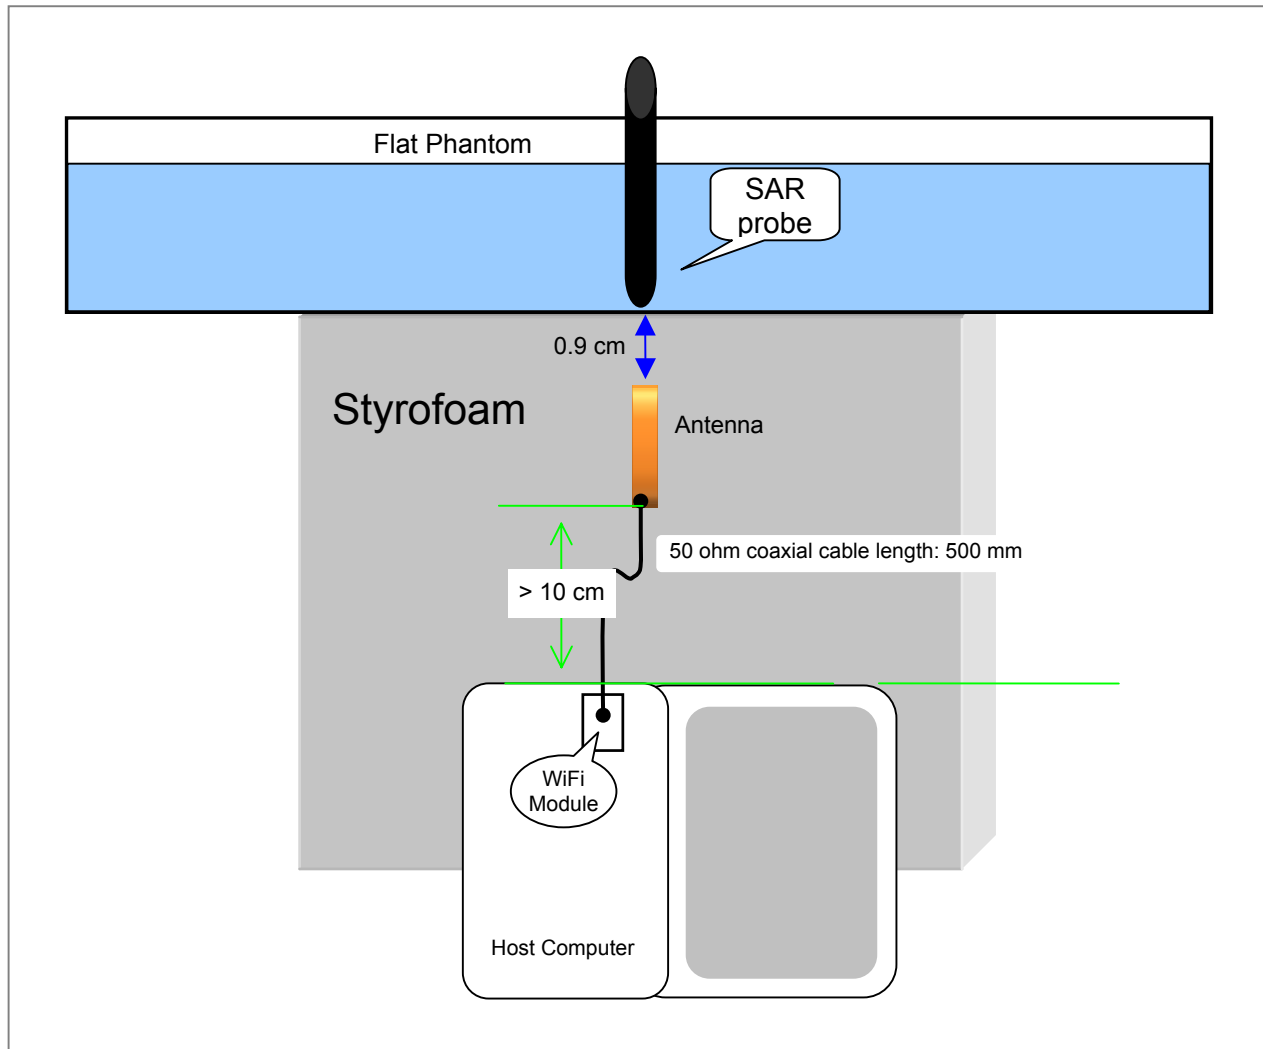 Flat Phantom
SAR
probe
0.9 cm
Styrofoam
Antenna
50 ohm coaxial cable length: 500 mm
> 10 cm
WiFi
Module
Host Computer